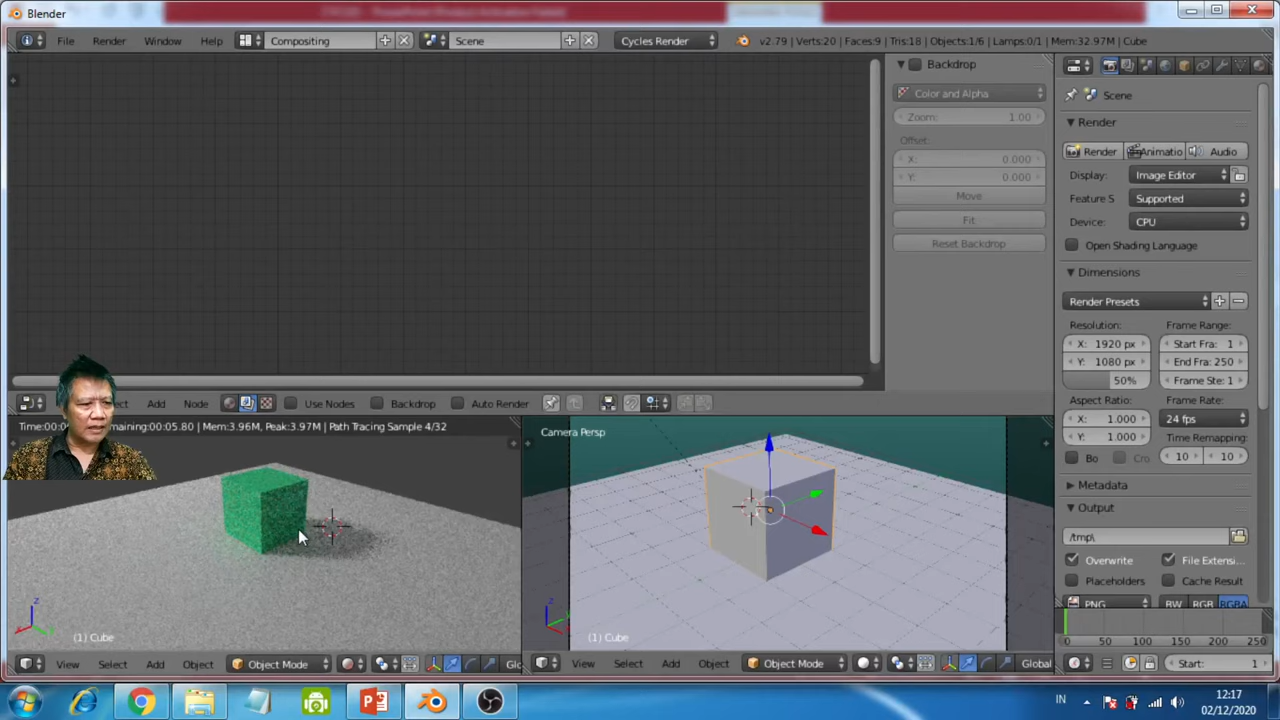 Blender
File Render Window Help Compositing Scene Cycles Render v2.79 | Verts:20 | Faces:9 | Tris:18 | Objects:1/6 | Lamps:0/1 | Mem:32.97M | Cube
Backdrop
Color and Alpha
Zoom: 1.00
Offset:
X: 0.000
Y: 0.000
Move
Fit
Reset Backdrop
Scene
Render
Render Animatio Audio
Display: Image Editor
Feature S Supported
Device: CPU
Open Shading Language
Dimensions
Render Presets
Resolution: Frame Range:
X: 1920 px Start Fra: 1
Y: 1080 px End Fra: 250
50% Frame Ste: 1
Aspect Ratio: Frame Rate:
X: 1.000 24 fps
Y: 1.000 Time Remapping:
Bo Cro 10 10
Metadata
Output
/tmp\
Overwrite File Extensi...
Placeholders Cache Result
PNG BW RGB RGBA
0 50 100 150 200 250
Start: 1
Add Node Use Nodes Backdrop Auto Render
Time:00:0 maining:00:05.80 | Mem:3.96M, Peak:3.97M | Path Tracing Sample 4/32
Camera Persp
(1) Cube
(1) Cube
View Select Add Object Object Mode Glo
View Select Add Object Object Mode Global
IN
12:17
02/12/2020